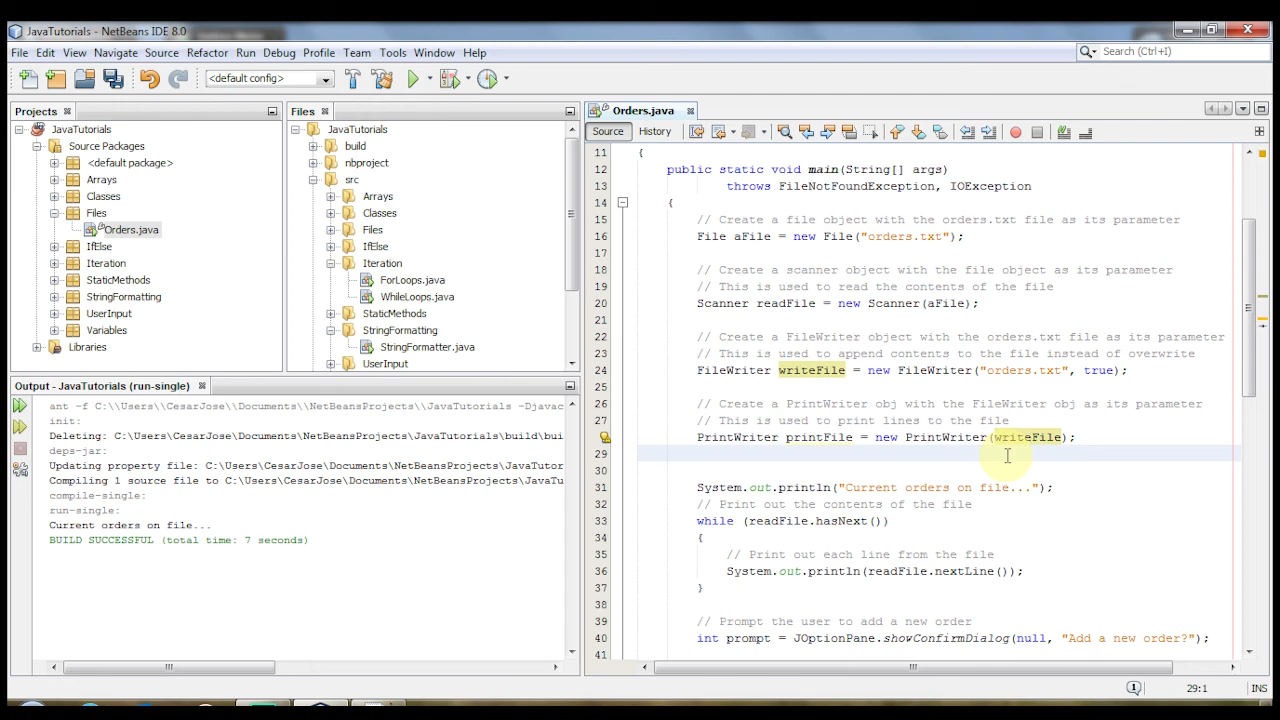 JavaTutorials - NetBeans IDE 8.0
File Edit View Navigate Source Refactor Run Debug Profile Team Tools Window Help
Search (Ctrl+I)
<default config>
Projects
JavaTutorials
Source Packages
<default package>
Arrays
Classes
Files
Orders.java
IfElse
Iteration
StaticMethods
StringFormatting
UserInput
Variables
Libraries
Files
JavaTutorials
build
nbproject
src
Arrays
Classes
Files
IfElse
Iteration
ForLoops.java
WhileLoops.java
StaticMethods
StringFormatting
StringFormatter.java
UserInput
Output - JavaTutorials (run-single)
ant -f C:\\Users\\CesarJose\\Documents\\NetBeansProjects\\JavaTutorials -Djavac
init:
Deleting: C:\Users\CesarJose\Documents\NetBeansProjects\JavaTutorials\build\bui
deps-jar:
Updating property file: C:\Users\CesarJose\Documents\NetBeansProjects\JavaTutor
Compiling 1 source file to C:\Users\CesarJose\Documents\NetBeansProjects\JavaTu
compile-single:
run-single:
Current orders on file...
BUILD SUCCESSFUL (total time: 7 seconds)
Orders.java
Source History
11 {
12 public static void main(String[] args)
13 throws FileNotFoundException, IOException
14 {
15 // Create a file object with the orders.txt file as its parameter
16 File aFile = new File("orders.txt");
17
18 // Create a scanner object with the file object as its parameter
19 // This is used to read the contents of the file
20 Scanner readFile = new Scanner(aFile);
21
22 // Create a FileWriter object with the orders.txt file as its parameter
23 // This is used to append contents to the file instead of overwrite
24 FileWriter writeFile = new FileWriter("orders.txt", true);
25
26 // Create a PrintWriter obj with the FileWriter obj as its parameter
27 // This is used to print lines to the file
PrintWriter printFile = new PrintWriter(writeFile);
29
30
31 System.out.println("Current orders on file...");
32 // Print out the contents of the file
33 while (readFile.hasNext())
34 {
35 // Print out each line from the file
36 System.out.println(readFile.nextLine());
37 }
38
39 // Prompt the user to add a new order
40 int prompt = JOptionPane.showConfirmDialog(null, "Add a new order?");
41
1
29:1
INS